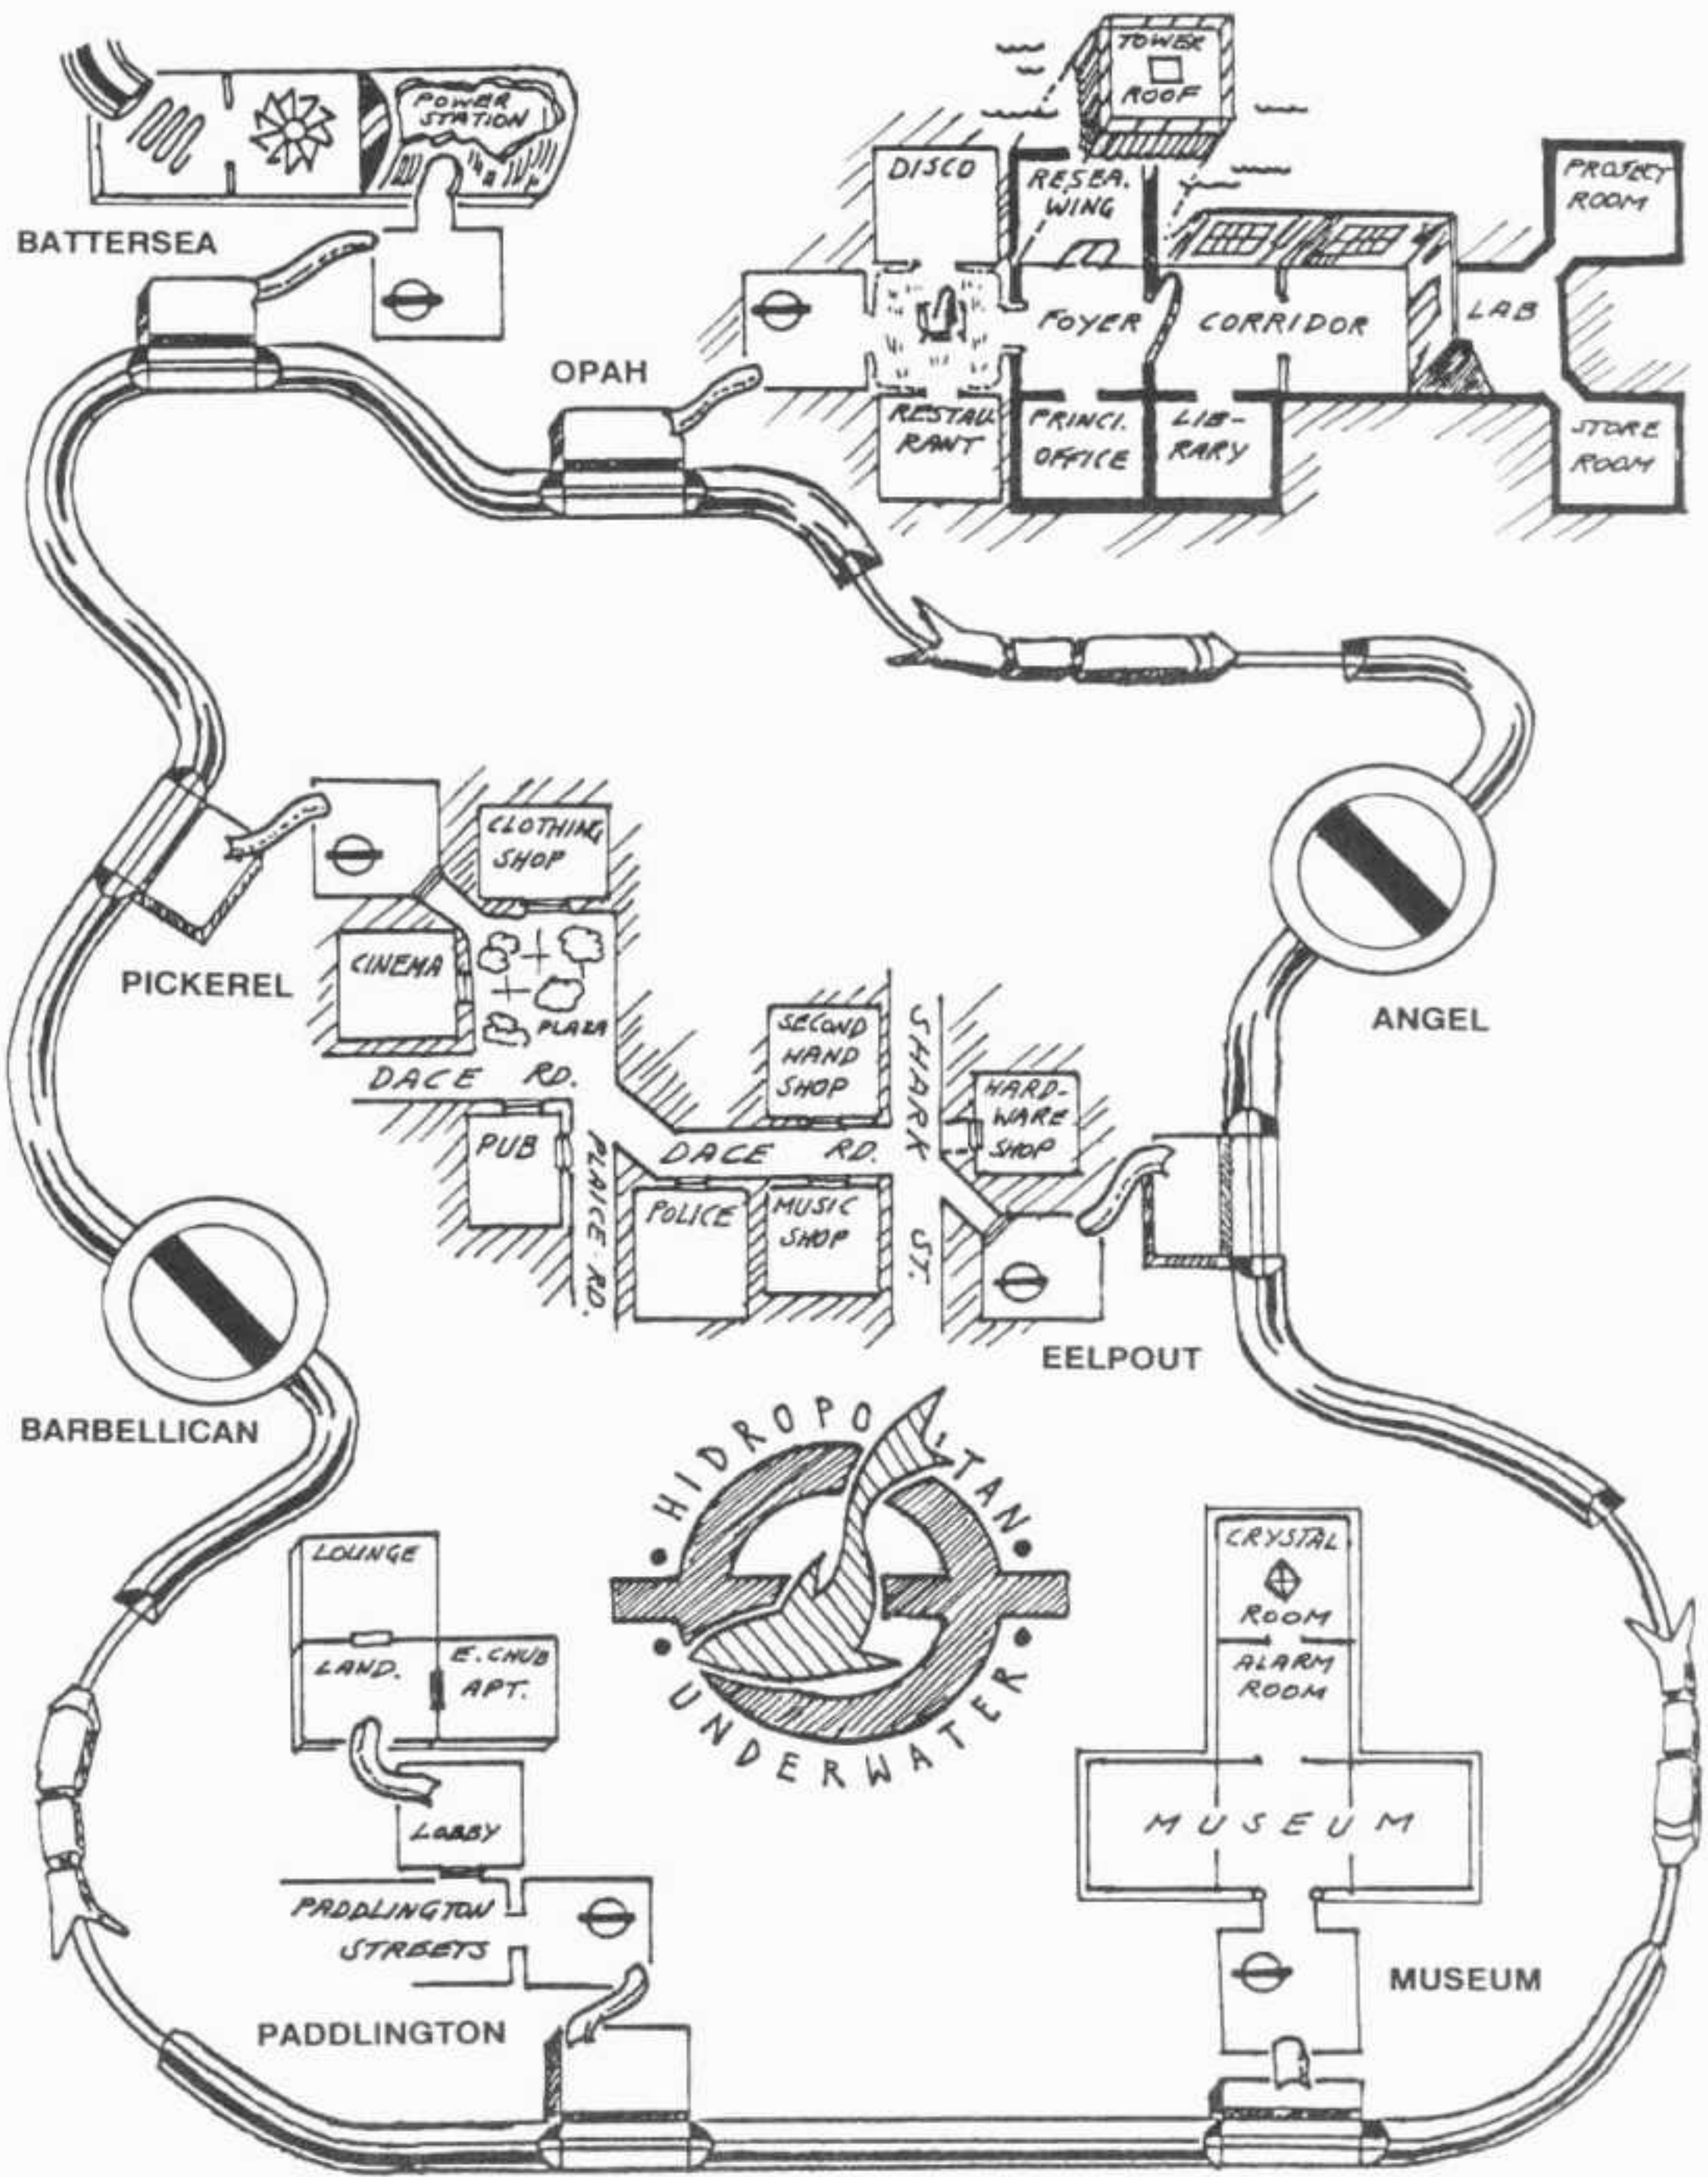 BATTERSEA
POWER
STATION
TOWER
ROOF
DISCO
RESEA.
WING
PROJECT
ROOM
FOYER
CORRIDOR
LAB
OPAH
RESTAU
RANT
PRINCI.
OFFICE
LIB-
RARY
STORE
ROOM
CLOTHING
SHOP
CINEMA
PLAZA
PICKEREL
DACE RD.
PUB
PLAICE RD.
SECOND
HAND
SHOP
SHARK
ST.
HARD-
WARE
SHOP
DACE RD.
POLICE
MUSIC
SHOP
ANGEL
EELPOUT
BARBELLICAN
HIDROPOLITAN
UNDERWATER
LOUNGE
LAND.
E. CHUB
APT.
LOBBY
PADDLINGTON
STREETS
PADDLINGTON
CRYSTAL
ROOM
ALARM
ROOM
MUSEUM
MUSEUM